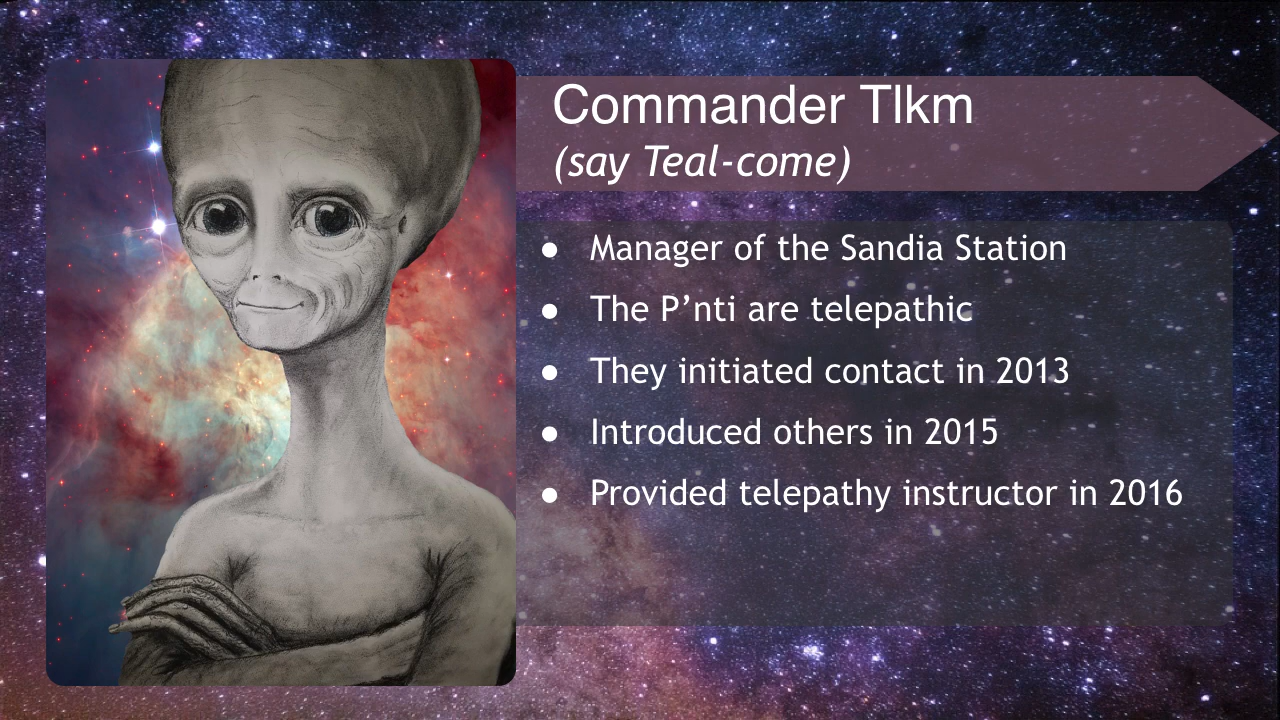 Commander Tlkm
(say Teal-come)
● Manager of the Sandia Station
● The P’nti are telepathic
● They initiated contact in 2013
● Introduced others in 2015
● Provided telepathy instructor in 2016